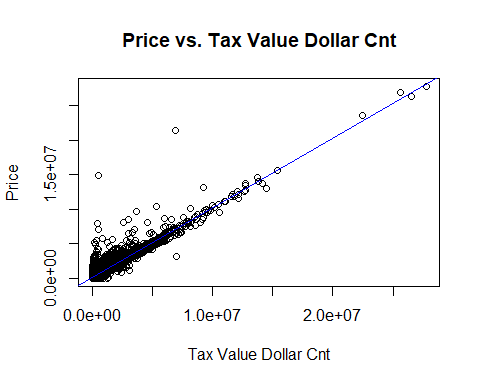 Price vs. Tax Value Dollar Cnt
Price
1.5e+07
0.0e+00
0.0e+00 1.0e+07 2.0e+07
Tax Value Dollar Cnt